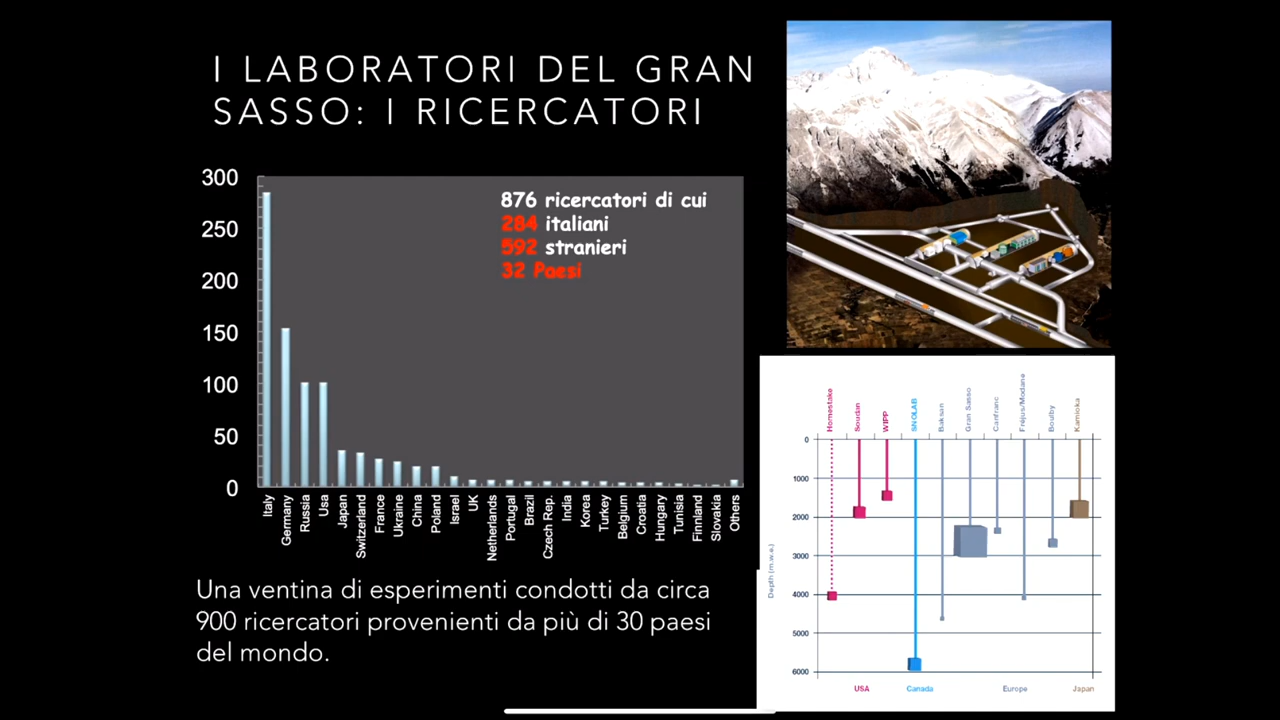 I LABORATORI DEL GRAN
SASSO: I RICERCATORI
300
250
200
150
100
50
0
876 ricercatori di cui
284 italiani
592 stranieri
32 Paesi
Italy
Germany
Russia
Usa
Japan
Switzerland
France
Ukraine
China
Poland
Israel
UK
Netherlands
Portugal
Brazil
Czech Rep.
India
Korea
Turkey
Belgium
Croatia
Hungary
Tunisia
Finnland
Slovakia
Others
Una ventina di esperimenti condotti da circa
900 ricercatori provenienti da più di 30 paesi
del mondo.
Homestake
Soudan
WIPP
SNOLAB
Baksan
Gran Sasso
Canfranc
Fréjus/Modane
Boulby
Kamioka
0
1000
2000
3000
4000
5000
6000
Depth (m.w.e.)
USA
Canada
Europe
Japan